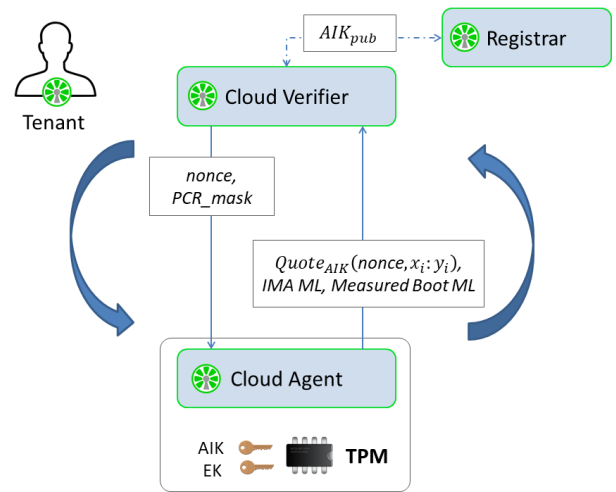 AIK_pub
Registrar
Cloud Verifier
Tenant
nonce,
PCR_mask
Quote_AIK(nonce, x_i: y_i),
IMA ML, Measured Boot ML
Cloud Agent
AIK
EK
TPM